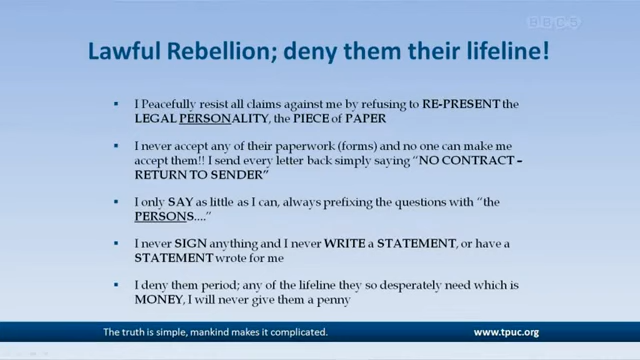 BBC5
Lawful Rebellion; deny them their lifeline!
I Peacefully resist all claims against me by refusing to RE-PRESENT the
LEGAL PERSONALITY, the PIECE of PAPER
I never accept any of their paperwork (forms) and no one can make me
accept them!! I send every letter back simply saying “NO CONTRACT –
RETURN TO SENDER”
I only SAY as little as I can, always prefixing the questions with “the
PERSONS....”
I never SIGN anything and I never WRITE a STATEMENT, or have a
STATEMENT wrote for me
I deny them period; any of the lifeline they so desperately need which is
MONEY, I will never give them a penny
The truth is simple, mankind makes it complicated.
www.tpuc.org